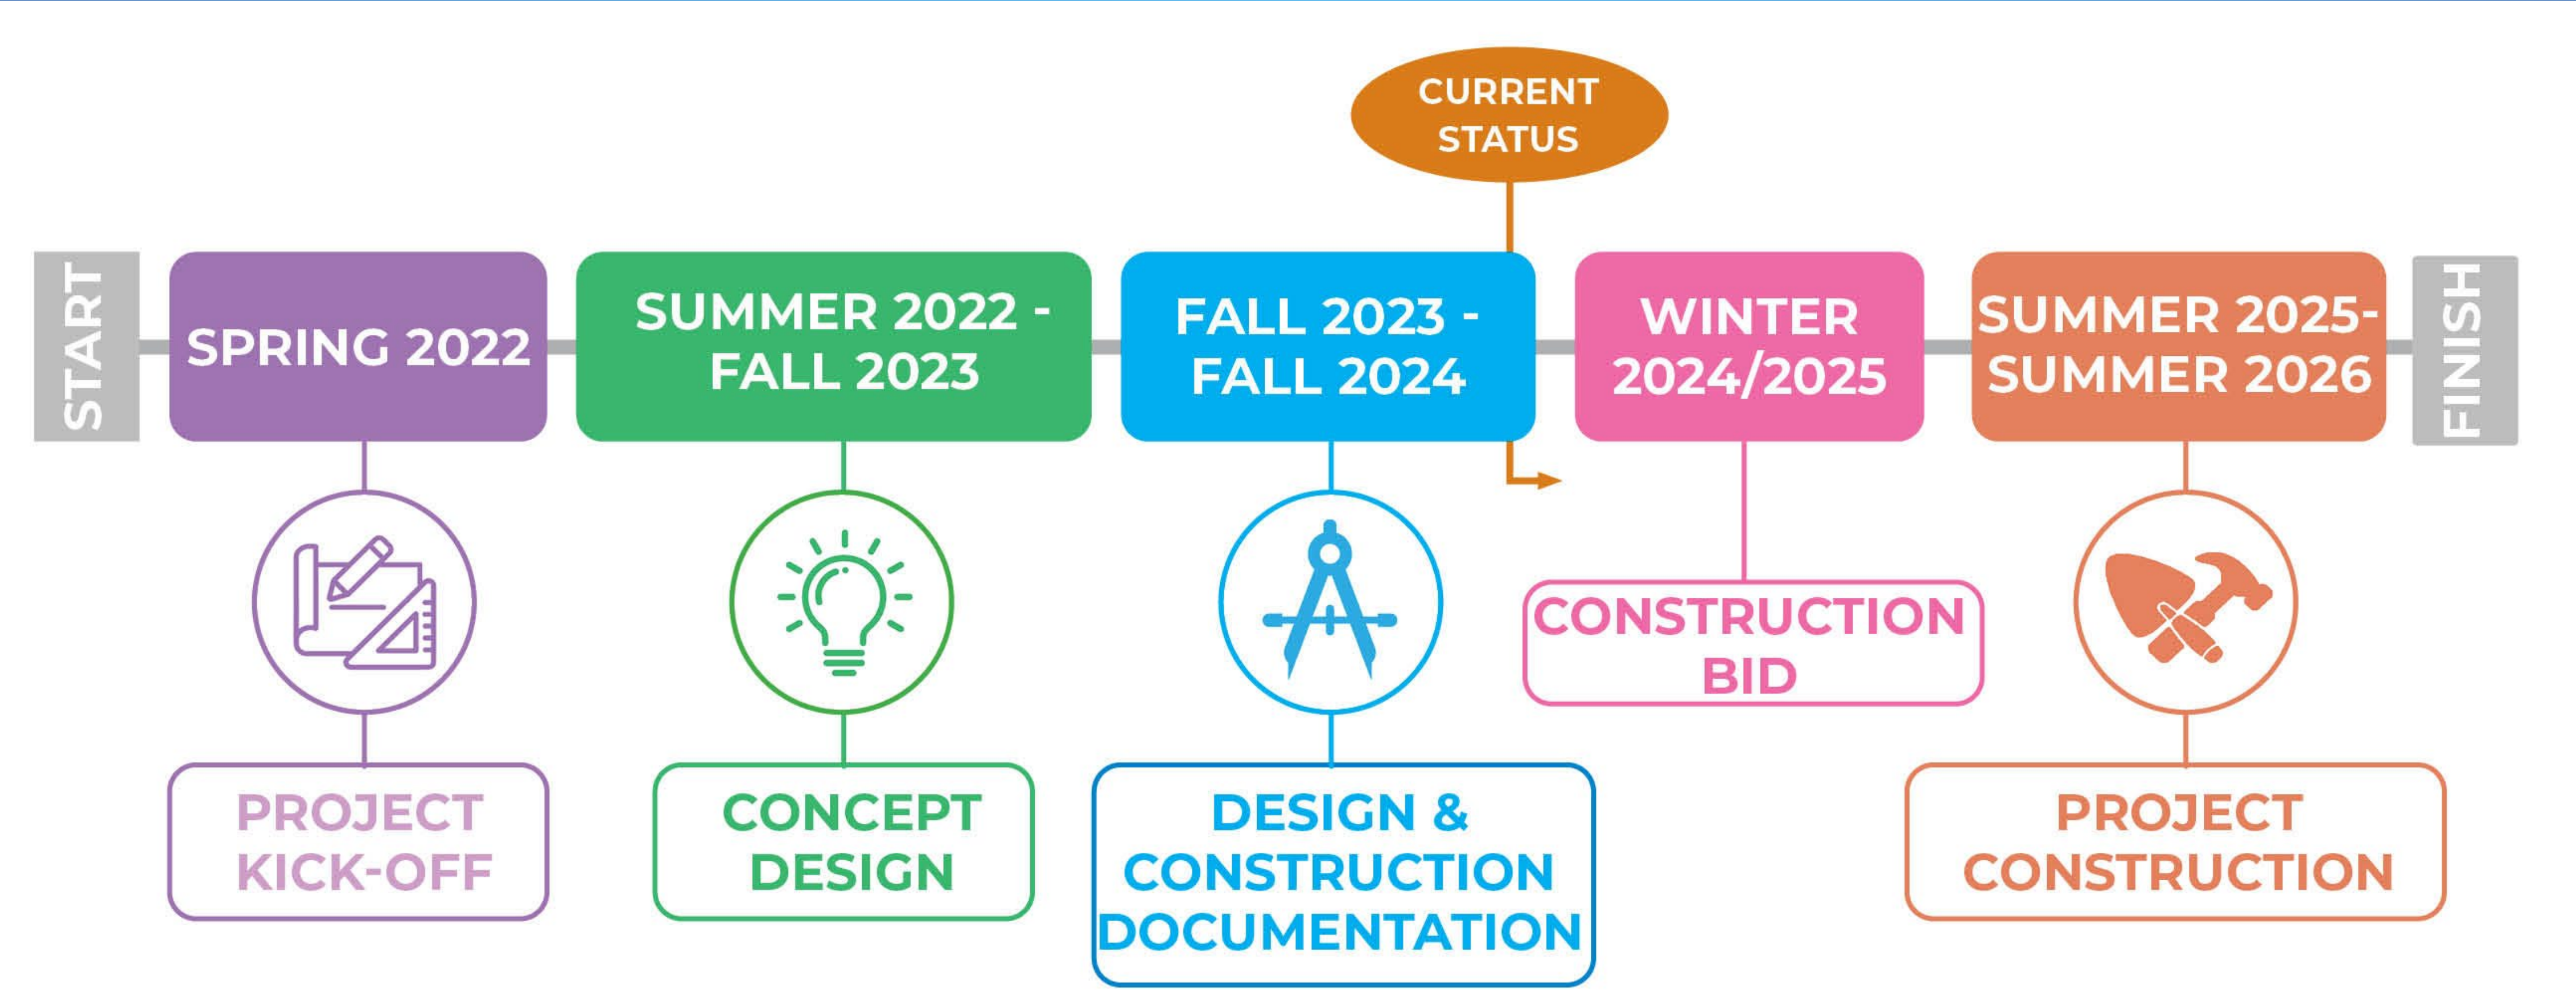 CURRENT
STATUS
START
SPRING 2022
SUMMER 2022 -
FALL 2023
FALL 2023 -
FALL 2024
WINTER
2024/2025
SUMMER 2025-
SUMMER 2026
FINISH
PROJECT
KICK-OFF
CONCEPT
DESIGN
DESIGN &
CONSTRUCTION
DOCUMENTATION
CONSTRUCTION
BID
PROJECT
CONSTRUCTION